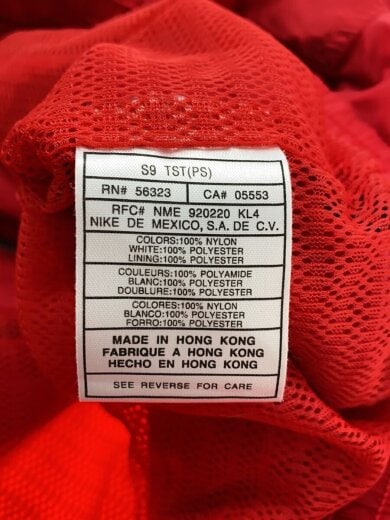 S9 TST(PS)
RN# 56323 CA# 05553
RFC# NME 920220 KL4
NIKE DE MEXICO, S.A. DE C.V.
COLORS:100% NYLON
WHITE:100% POLYESTER
LINING:100% POLYESTER
COULEURS:100% POLYAMIDE
BLANC:100% POLYESTER
DOUBLURE:100% POLYESTER
COLORES:100% NYLON
BLANCO:100% POLYESTER
FORRO:100% POLYESTER
MADE IN HONG KONG
FABRIQUE A HONG KONG
HECHO EN HONG KONG
SEE REVERSE FOR CARE